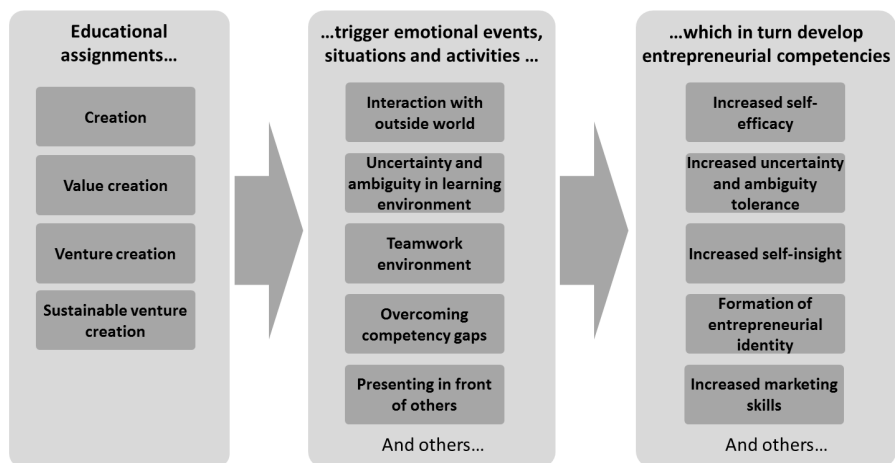 Educational
assignments…
Creation
Value creation
Venture creation
Sustainable venture
creation
…trigger emotional events,
situations and activities …
Interaction with
outside world
Uncertainty and
ambiguity in learning
environment
Teamwork
environment
Overcoming
competency gaps
Presenting in front
of others
And others…
…which in turn develop
entrepreneurial competencies
Increased self-
efficacy
Increased uncertainty
and ambiguity
tolerance
Increased self-insight
Formation of
entrepreneurial
identity
Increased marketing
skills
And others…